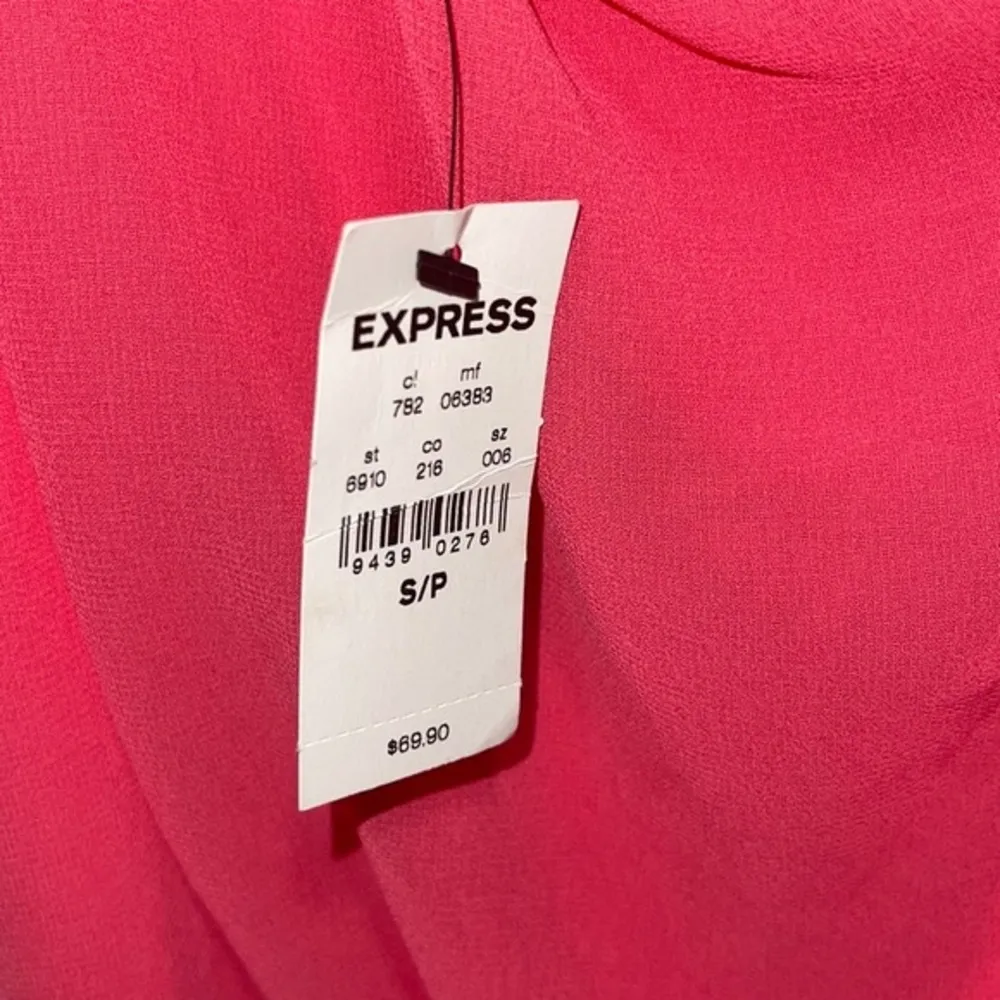 EXPRESS
cl mf
782 06383
st co sz
6910 216 006
9439 0276
S/P
$69.90